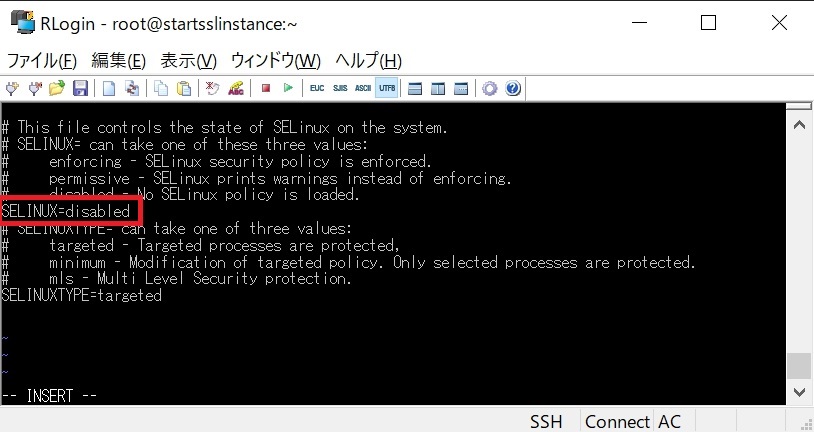 RLogin - root@startsslinstance:~
ファイル(F) 編集(E) 表示(V) ウィンドウ(W) ヘルプ(H)
ABC EUC SJIS ASCII UTF8
# This file controls the state of SELinux on the system.
# SELINUX= can take one of these three values:
#     enforcing - SELinux security policy is enforced.
#     permissive - SELinux prints warnings instead of enforcing.
#     disabled - No SELinux policy is loaded.
SELINUX=disabled
# SELINUXTYPE= can take one of three values:
#     targeted - Targeted processes are protected,
#     minimum - Modification of targeted policy. Only selected processes are protected.
#     mls - Multi Level Security protection.
SELINUXTYPE=targeted
~
~
~
-- INSERT --
SSH Connect AC